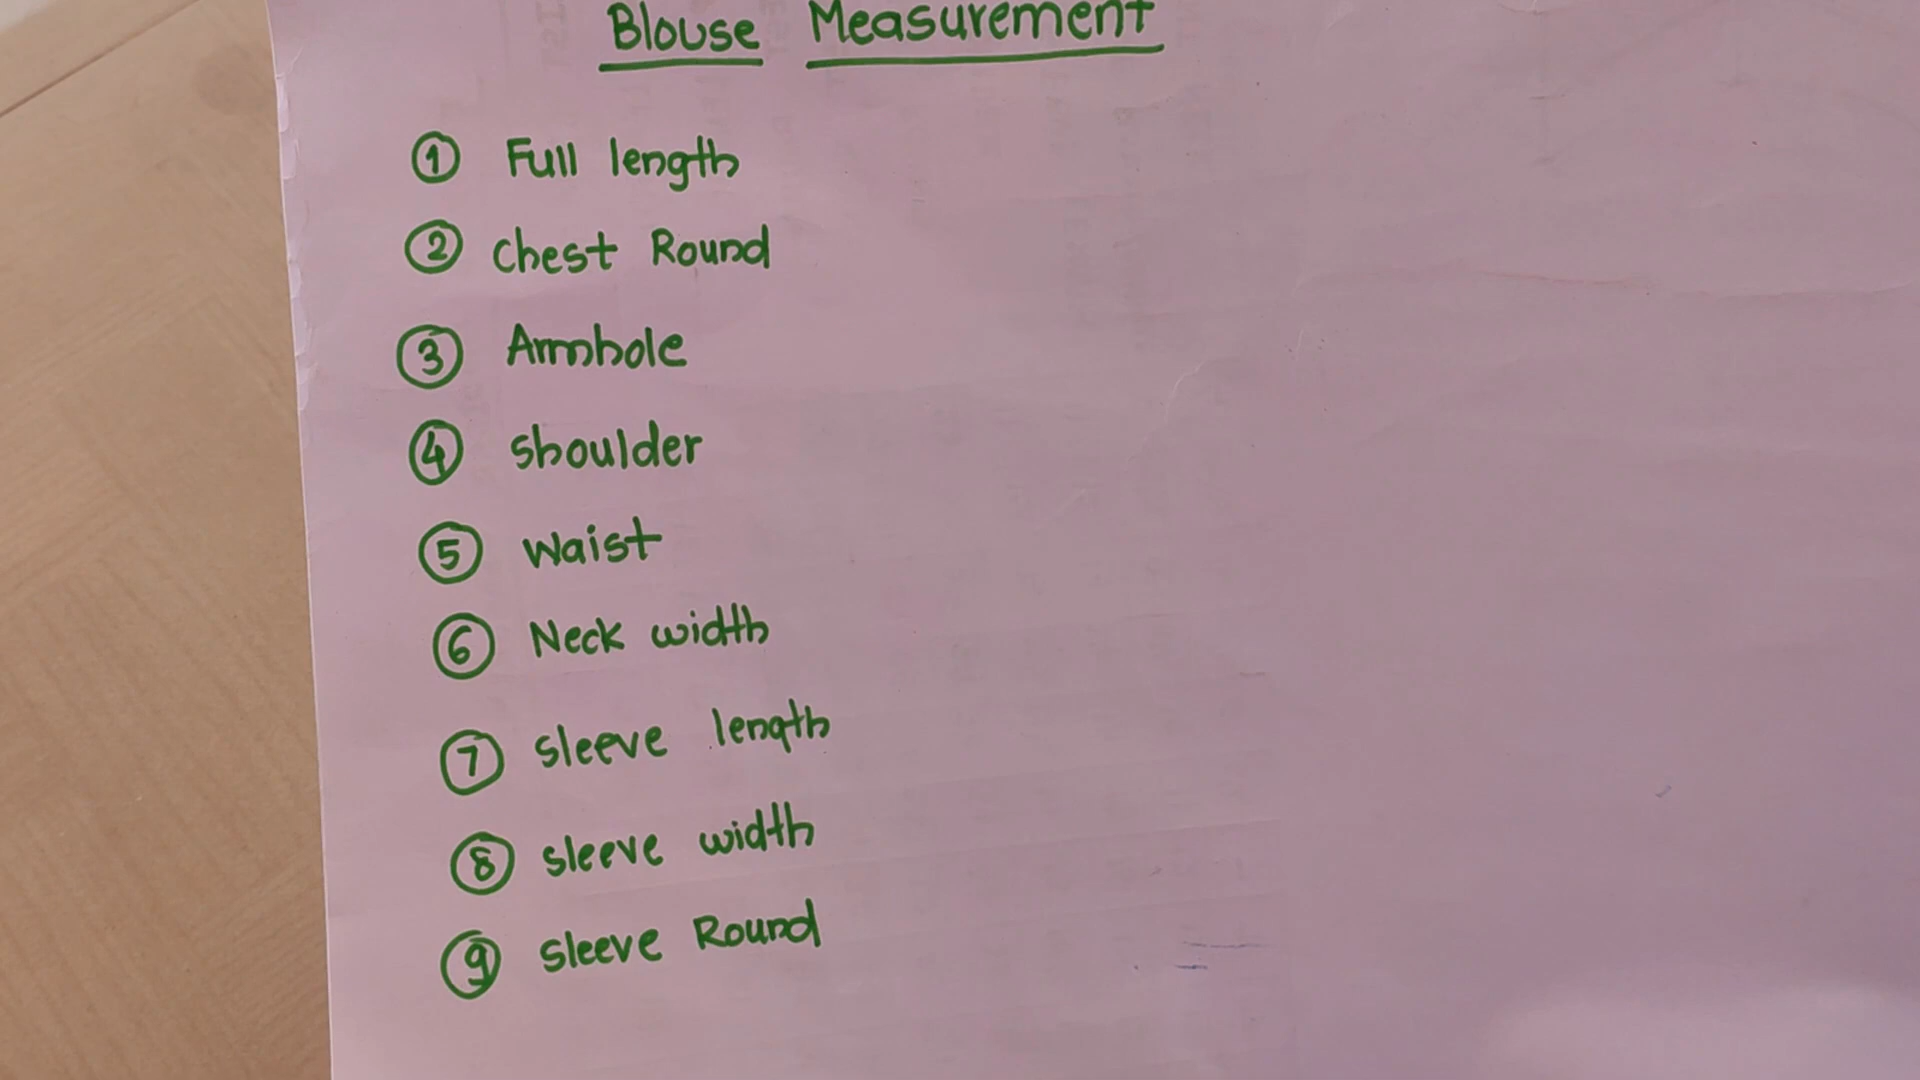 Blouse Measurement
① Full length
② Chest Round
③ Armhole
④ shoulder
⑤ Waist
⑥ Neck width
⑦ sleeve length
⑧ sleeve width
⑨ sleeve Round